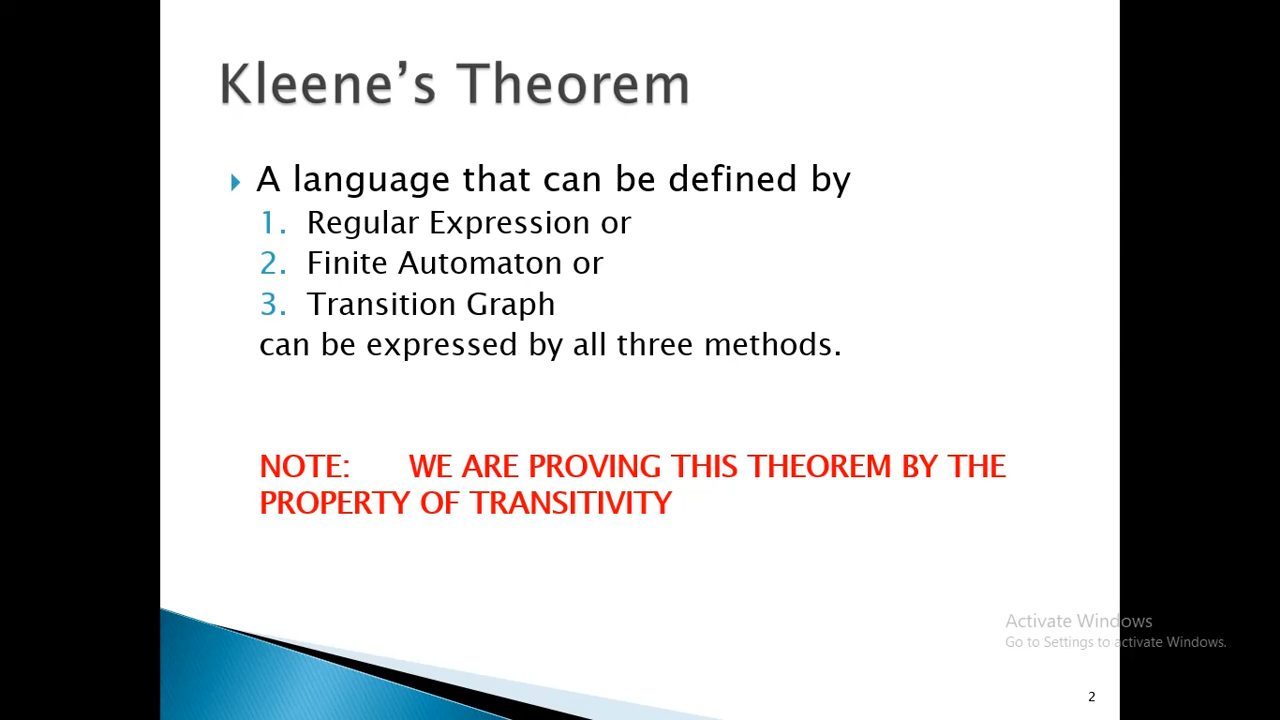 Kleene’s Theorem
A language that can be defined by
1. Regular Expression or
2. Finite Automaton or
3. Transition Graph
can be expressed by all three methods.
NOTE: WE ARE PROVING THIS THEOREM BY THE
PROPERTY OF TRANSITIVITY
Activate Windows
Go to Settings to activate Windows.
2